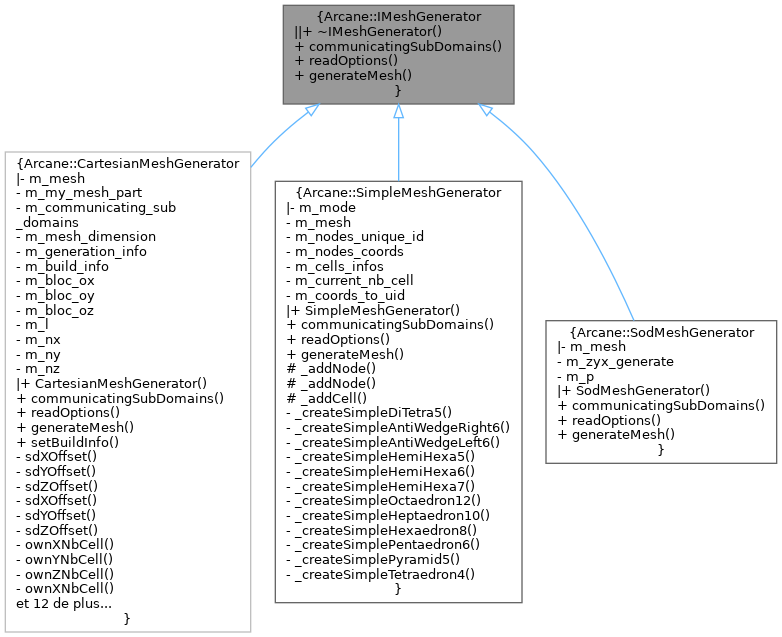 {Arcane::IMeshGenerator
||+ ~IMeshGenerator()
+ communicatingSubDomains()
+ readOptions()
+ generateMesh()
}
{Arcane::CartesianMeshGenerator
|- m_mesh
- m_my_mesh_part
- m_communicating_sub
_domains
- m_mesh_dimension
- m_generation_info
- m_build_info
- m_bloc_ox
- m_bloc_oy
- m_bloc_oz
- m_l
- m_nx
- m_ny
- m_nz
|+ CartesianMeshGenerator()
+ communicatingSubDomains()
+ readOptions()
+ generateMesh()
+ setBuildInfo()
- sdXOffset()
- sdYOffset()
- sdZOffset()
- sdXOffset()
- sdYOffset()
- sdZOffset()
- ownXNbCell()
- ownYNbCell()
- ownZNbCell()
- ownXNbCell()
et 12 de plus...
}
{Arcane::SimpleMeshGenerator
|- m_mode
- m_mesh
- m_nodes_unique_id
- m_nodes_coords
- m_cells_infos
- m_current_nb_cell
- m_coords_to_uid
|+ SimpleMeshGenerator()
+ communicatingSubDomains()
+ readOptions()
+ generateMesh()
# _addNode()
# _addNode()
# _addCell()
- _createSimpleDiTetra5()
- _createSimpleAntiWedgeRight6()
- _createSimpleAntiWedgeLeft6()
- _createSimpleHemiHexa5()
- _createSimpleHemiHexa6()
- _createSimpleHemiHexa7()
- _createSimpleOctaedron12()
- _createSimpleHeptaedron10()
- _createSimpleHexaedron8()
- _createSimplePentaedron6()
- _createSimplePyramid5()
- _createSimpleTetraedron4()
}
{Arcane::SodMeshGenerator
|- m_mesh
- m_zyx_generate
- m_p
|+ SodMeshGenerator()
+ communicatingSubDomains()
+ readOptions()
+ generateMesh()
}